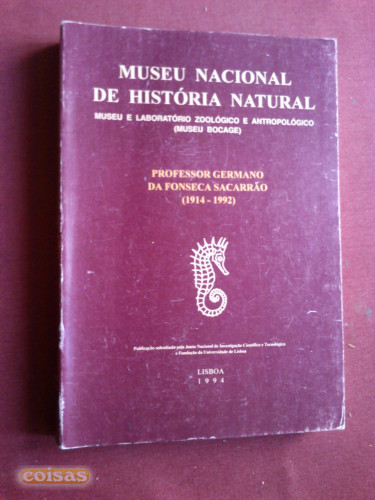 MUSEU NACIONAL
DE HISTÓRIA NATURAL
MUSEU E LABORATÓRIO ZOOLÓGICO E ANTROPOLÓGICO
(MUSEU BOCAGE)
PROFESSOR GERMANO
DA FONSECA SACARRÃO
(1914 - 1992)
Publicação subsidiada pela Junta Nacional de Investigação Científica e Tecnológica
e Fundação da Universidade de Lisboa
LISBOA
1994
coisas